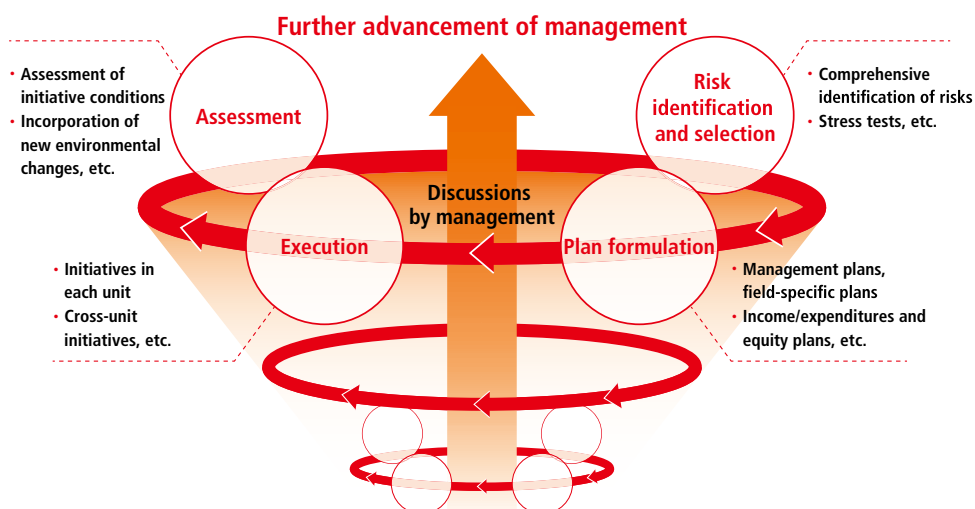 Further advancement of management
Assessment
• Assessment of
initiative conditions
• Incorporation of
new environmental
changes, etc.
Risk
identification
and selection
• Comprehensive
identification of risks
• Stress tests, etc.
Discussions
by management
Execution
• Initiatives in
each unit
• Cross-unit
initiatives, etc.
Plan formulation
• Management plans,
field-specific plans
• Income/expenditures and
equity plans, etc.